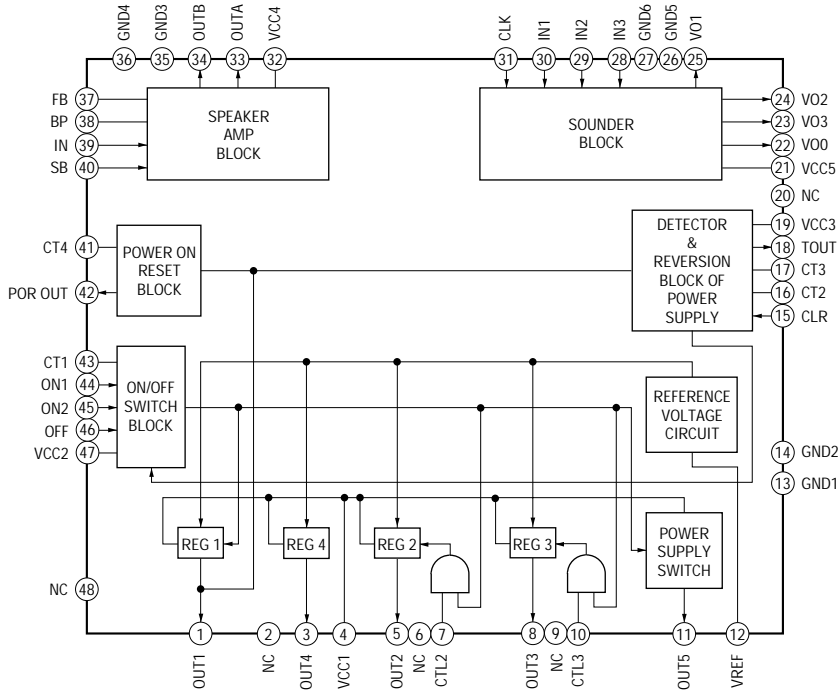 GND4
GND3
OUTB
OUTA
VCC4
CLK
IN1
IN2
IN3
GND6
GND5
VO1
36
35
34
33
32
31
30
29
28
27
26
25
FB 37
BP 38
IN 39
SB 40
SPEAKER
AMP
BLOCK
SOUNDER
BLOCK
24 VO2
23 VO3
22 VO0
21 VCC5
20 NC
19 VCC3
18 TOUT
17 CT3
16 CT2
15 CLR
DETECTOR
&
REVERSION
BLOCK OF
POWER
SUPPLY
CT4 41
POR OUT 42
POWER ON
RESET
BLOCK
CT1 43
ON1 44
ON2 45
OFF 46
VCC2 47
ON/OFF
SWITCH
BLOCK
REFERENCE
VOLTAGE
CIRCUIT
14 GND2
13 GND1
REG 1
REG 4
REG 2
REG 3
POWER
SUPPLY
SWITCH
NC 48
1
2
3
4
5
6
7
8
9
10
11
12
OUT1
NC
OUT4
VCC1
OUT2
NC
CTL2
OUT3
NC
CTL3
OUT5
VREF